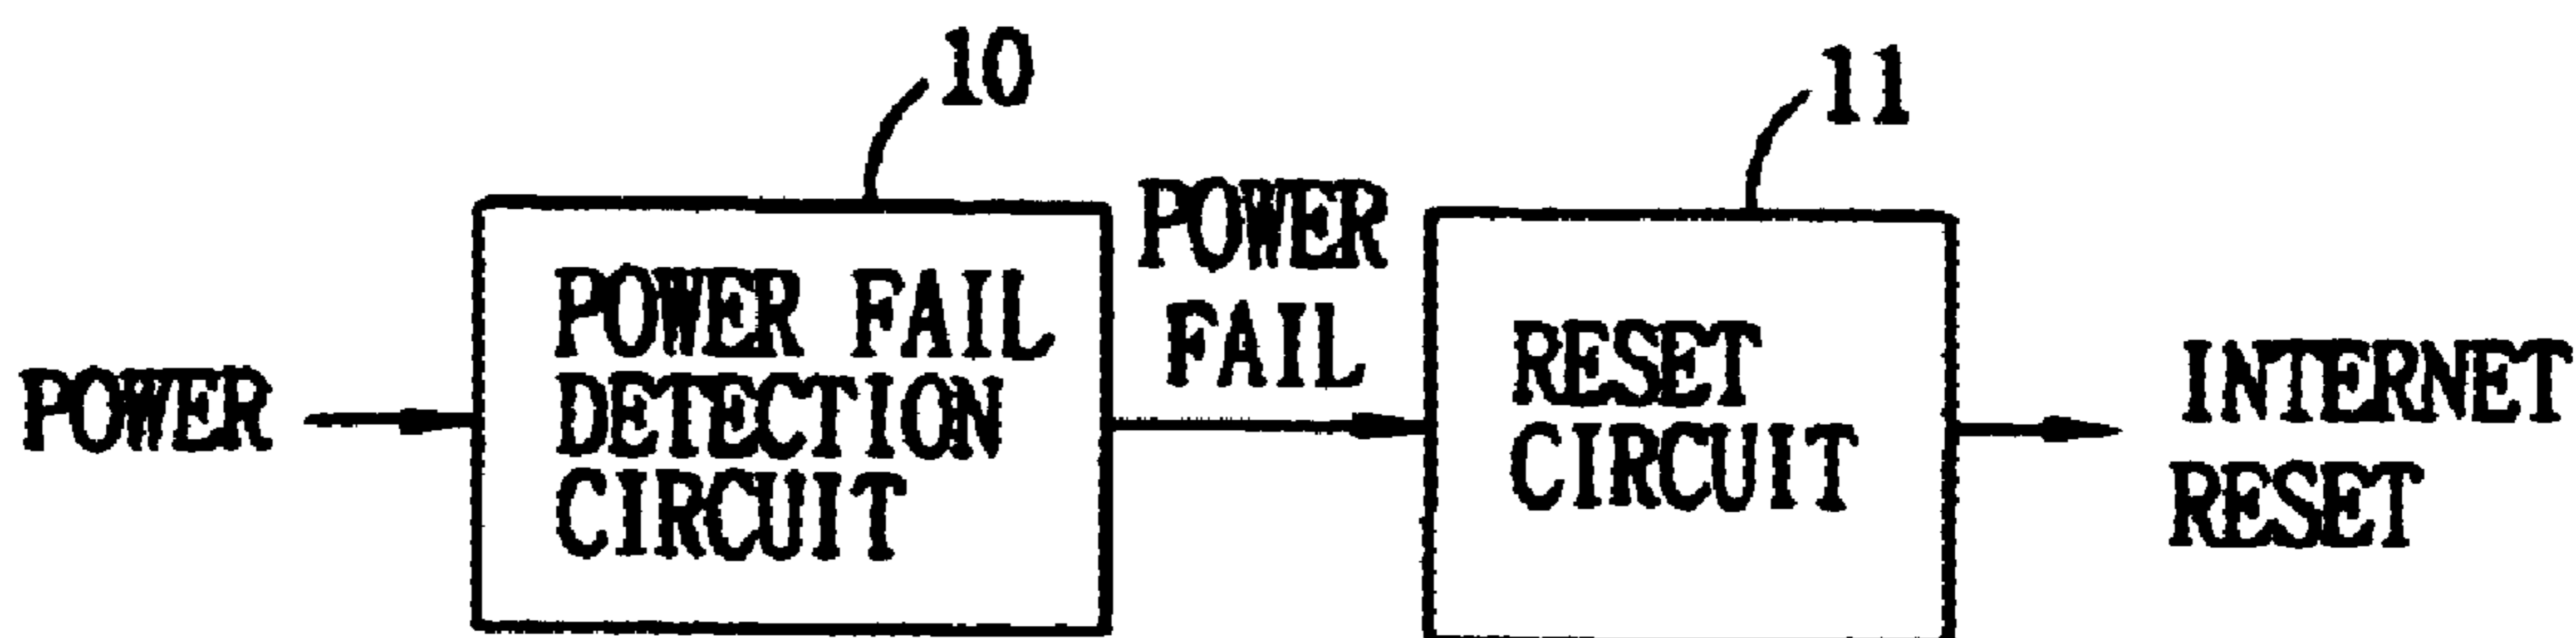 10
11
POWER
POWER FAIL
DETECTION
CIRCUIT
POWER
FAIL
RESET
CIRCUIT
INTERNET
RESET